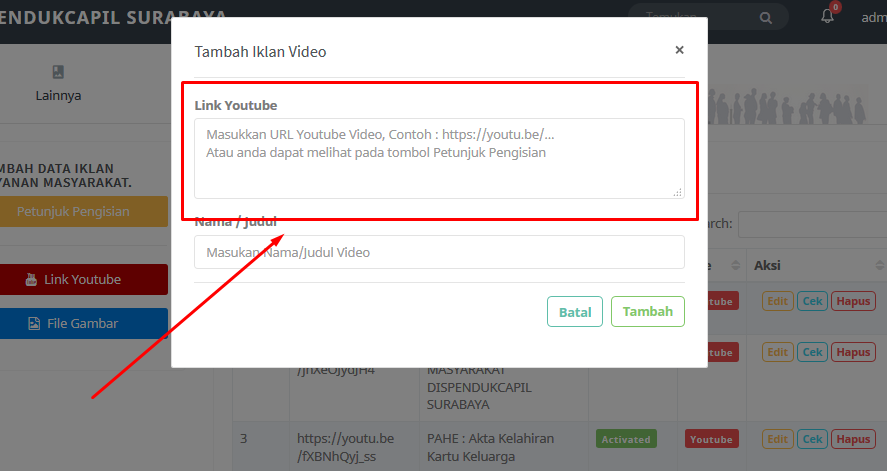 ENDUKCAPIL SURABAYA
Temukan
0
adm
Lainnya
MBAH DATA IKLAN
YANAN MASYARAKAT.
Petunjuk Pengisian
Link Youtube
File Gambar
Tambah Iklan Video
×
Link Youtube
Masukkan URL Youtube Video, Contoh : https://youtu.be/...
Atau anda dapat melihat pada tombol Petunjuk Pengisian
Nama / Judul
Masukan Nama/Judul Video
Batal
Tambah
rch:
e
Aksi
Youtube
Edit
Cek
Hapus
tube
Edit
Cek
Hapus
MASYARAKAT
DISPENDUKCAPIL
SURABAYA
3
https://youtu.be
/fXBNhQyj_ss
PAHE : Akta Kelahiran
Kartu Keluarga
Activated
Youtube
Edit
Cek
Hapus